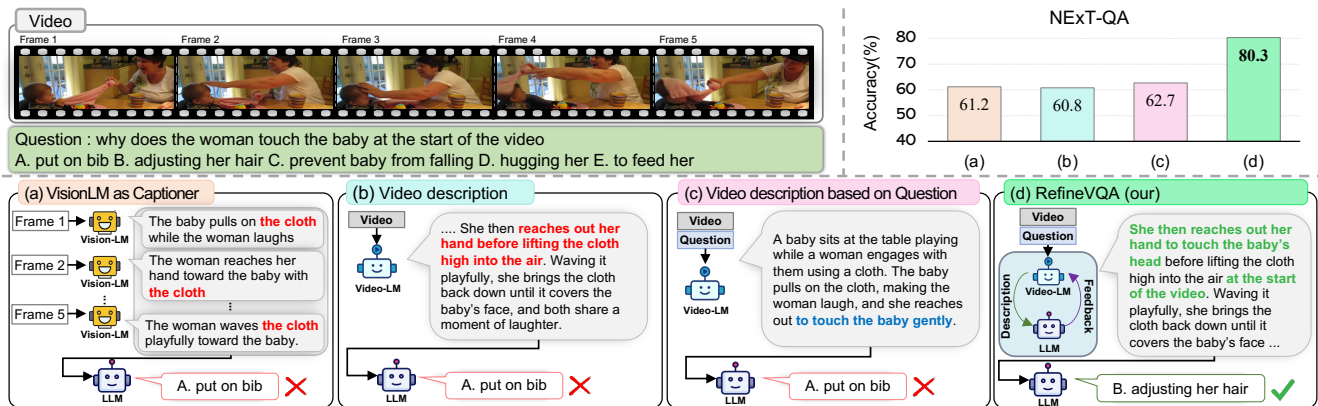 Video
Frame 1
Frame 2
Frame 3
Frame 4
Frame 5
Question : why does the woman touch the baby at the start of the video
A. put on bib B. adjusting her hair C. prevent baby from falling D. hugging her E. to feed her
NExT-QA
Accuracy(%)
80
70
60
50
40
61.2
60.8
62.7
80.3
(a)
(b)
(c)
(d)
(a) VisionLM as Captioner
Frame 1
Vision-LM
The baby pulls on the cloth
while the woman laughs
Frame 2
Vision-LM
The woman reaches her
hand toward the baby with
the cloth
⋮
⋮
Frame 5
Vision-LM
The woman waves the cloth
playfully toward the baby.
LLM
A. put on bib
(b) Video description
Video
Video-LM
.... She then reaches out her
hand before lifting the cloth
high into the air. Waving it
playfully, she brings the cloth
back down until it covers the
baby's face, and both share a
moment of laughter.
LLM
A. put on bib
(c) Video description based on Question
Video
Question
Video-LM
A baby sits at the table playing
while a woman engages with
them using a cloth. The baby
pulls on the cloth, making the
woman laugh, and she reaches
out to touch the baby gently.
LLM
A. put on bib
(d) RefineVQA (our)
Video
Question
Video-LM
Description
Feedback
LLM
She then reaches out her
hand to touch the baby's
head before lifting the cloth
high into the air at the start
of the video. Waving it
playfully, she brings the
cloth back down until it
covers the baby's face ...
LLM
B. adjusting her hair